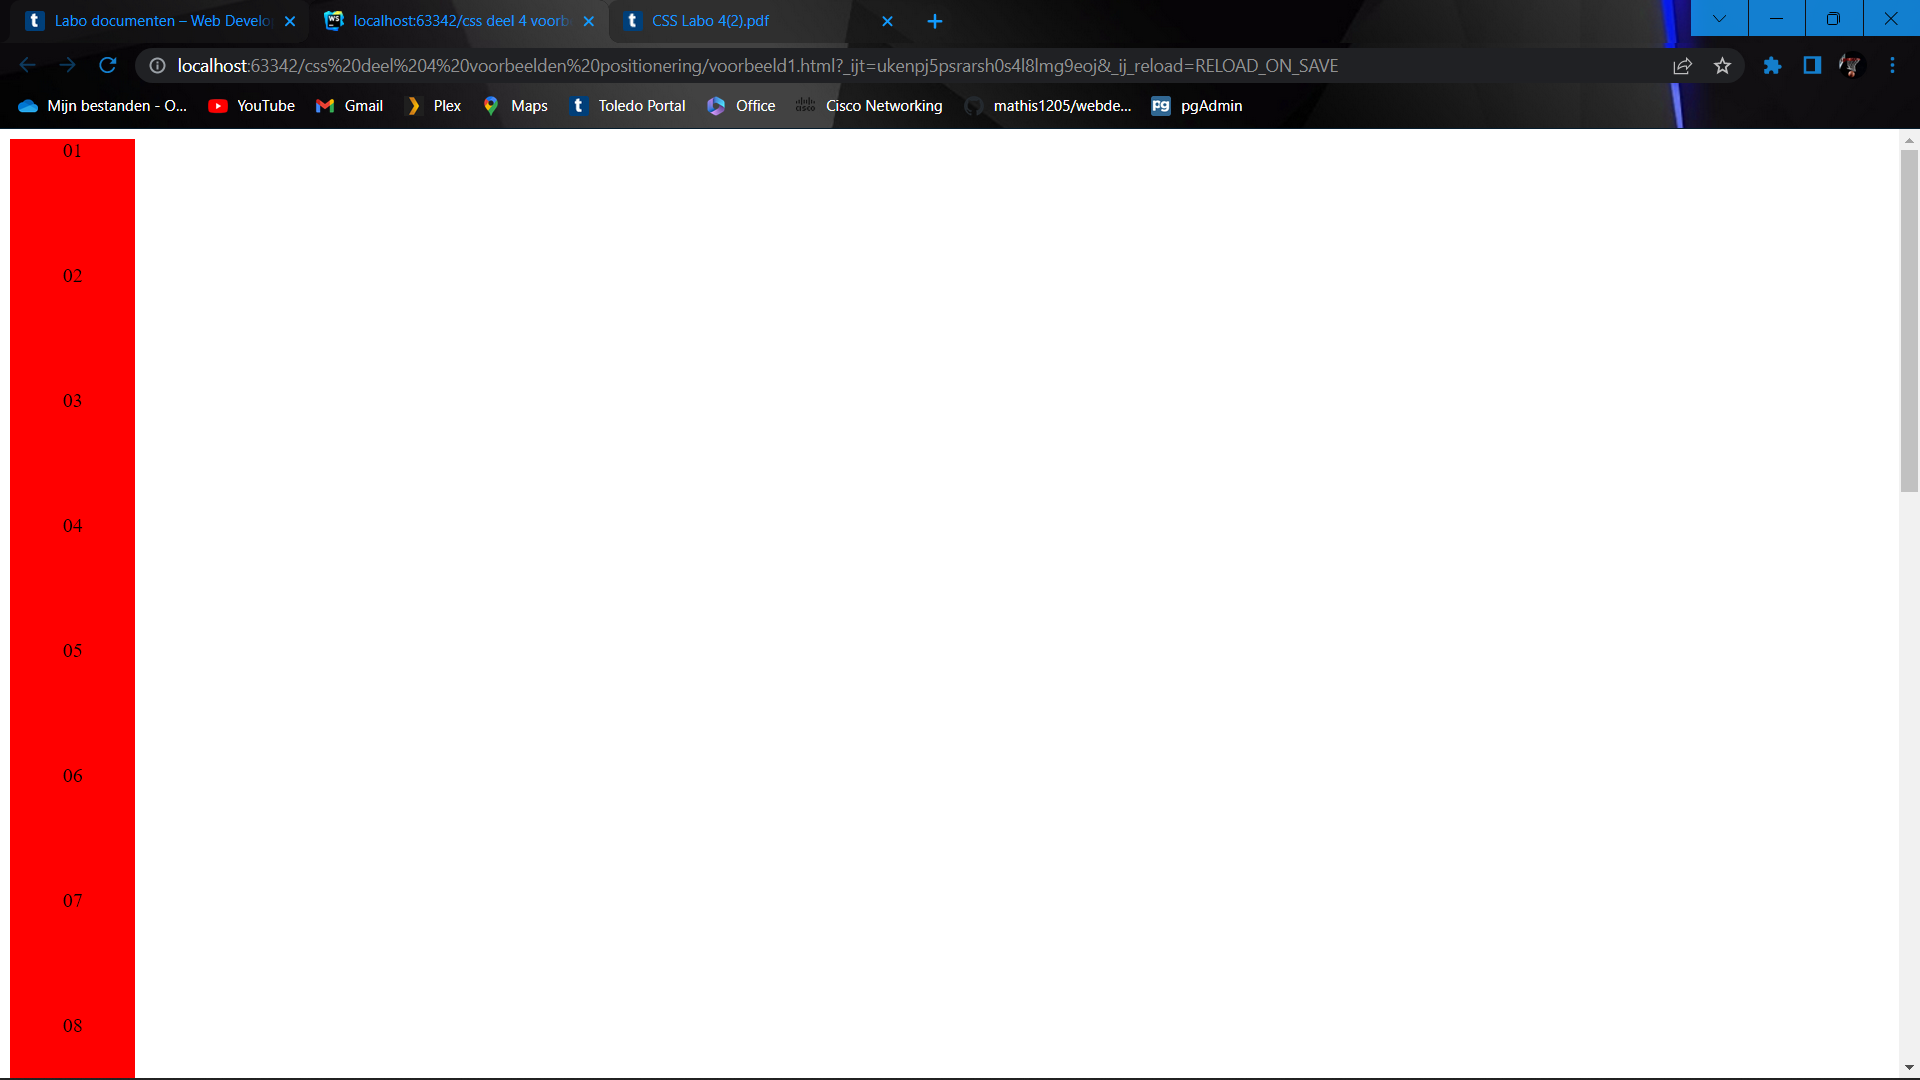 Labo documenten – Web Develo
localhost:63342/css deel 4 voorb
CSS Labo 4(2).pdf
localhost:63342/css%20deel%204%20voorbeelden%20positionering/voorbeeld1.html?_ijt=ukenpj5psrarsh0s4l8lmg9eoj&_ij_reload=RELOAD_ON_SAVE
Mijn bestanden - O... YouTube Gmail Plex Maps Toledo Portal Office Cisco Networking mathis1205/webde... pgAdmin
01
02
03
04
05
06
07
08